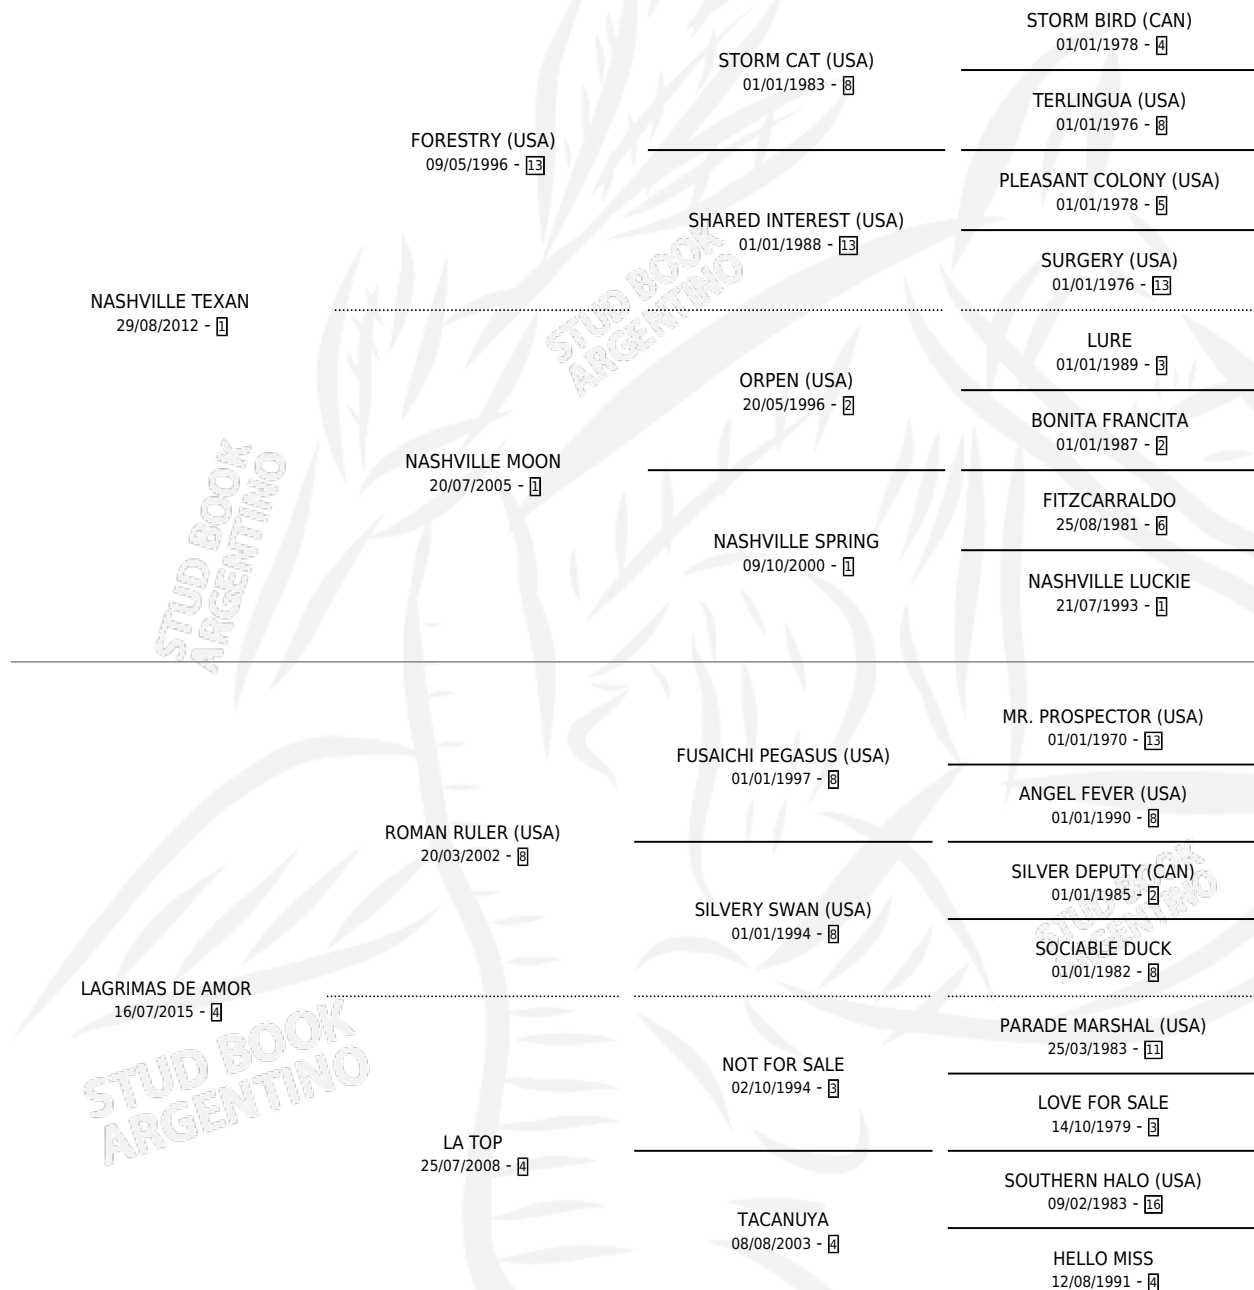 STORM BIRD (CAN)
01/01/1978 - 4
STORM CAT (USA)
01/01/1983 - 8
TERLINGUA (USA)
01/01/1976 - 8
FORESTRY (USA)
09/05/1996 - 13
PLEASANT COLONY (USA)
01/01/1978 - 5
SHARED INTEREST (USA)
01/01/1988 - 13
SURGERY (USA)
01/01/1976 - 13
NASHVILLE TEXAN
29/08/2012 - 1
LURE
01/01/1989 - 3
ORPEN (USA)
20/05/1996 - 2
BONITA FRANCITA
01/01/1987 - 2
NASHVILLE MOON
20/07/2005 - 1
FITZCARRALDO
25/08/1981 - 6
NASHVILLE SPRING
09/10/2000 - 1
NASHVILLE LUCKIE
21/07/1993 - 1
MR. PROSPECTOR (USA)
01/01/1970 - 13
FUSAICHI PEGASUS (USA)
01/01/1997 - 8
ANGEL FEVER (USA)
01/01/1990 - 8
ROMAN RULER (USA)
20/03/2002 - 8
SILVER DEPUTY (CAN)
01/01/1985 - 2
SILVERY SWAN (USA)
01/01/1994 - 8
SOCIABLE DUCK
01/01/1982 - 8
LAGRIMAS DE AMOR
16/07/2015 - 4
PARADE MARSHAL (USA)
25/03/1983 - 11
NOT FOR SALE
02/10/1994 - 3
LOVE FOR SALE
14/10/1979 - 3
LA TOP
25/07/2008 - 4
SOUTHERN HALO (USA)
09/02/1983 - 16
TACANUYA
08/08/2003 - 4
HELLO MISS
12/08/1991 - 4
STUD BOOK
ARGENTINO
STUD BOOK
ARGENTINO
STUD BOOK
ARGENTINO
STUD BOOK
ARGENTINO